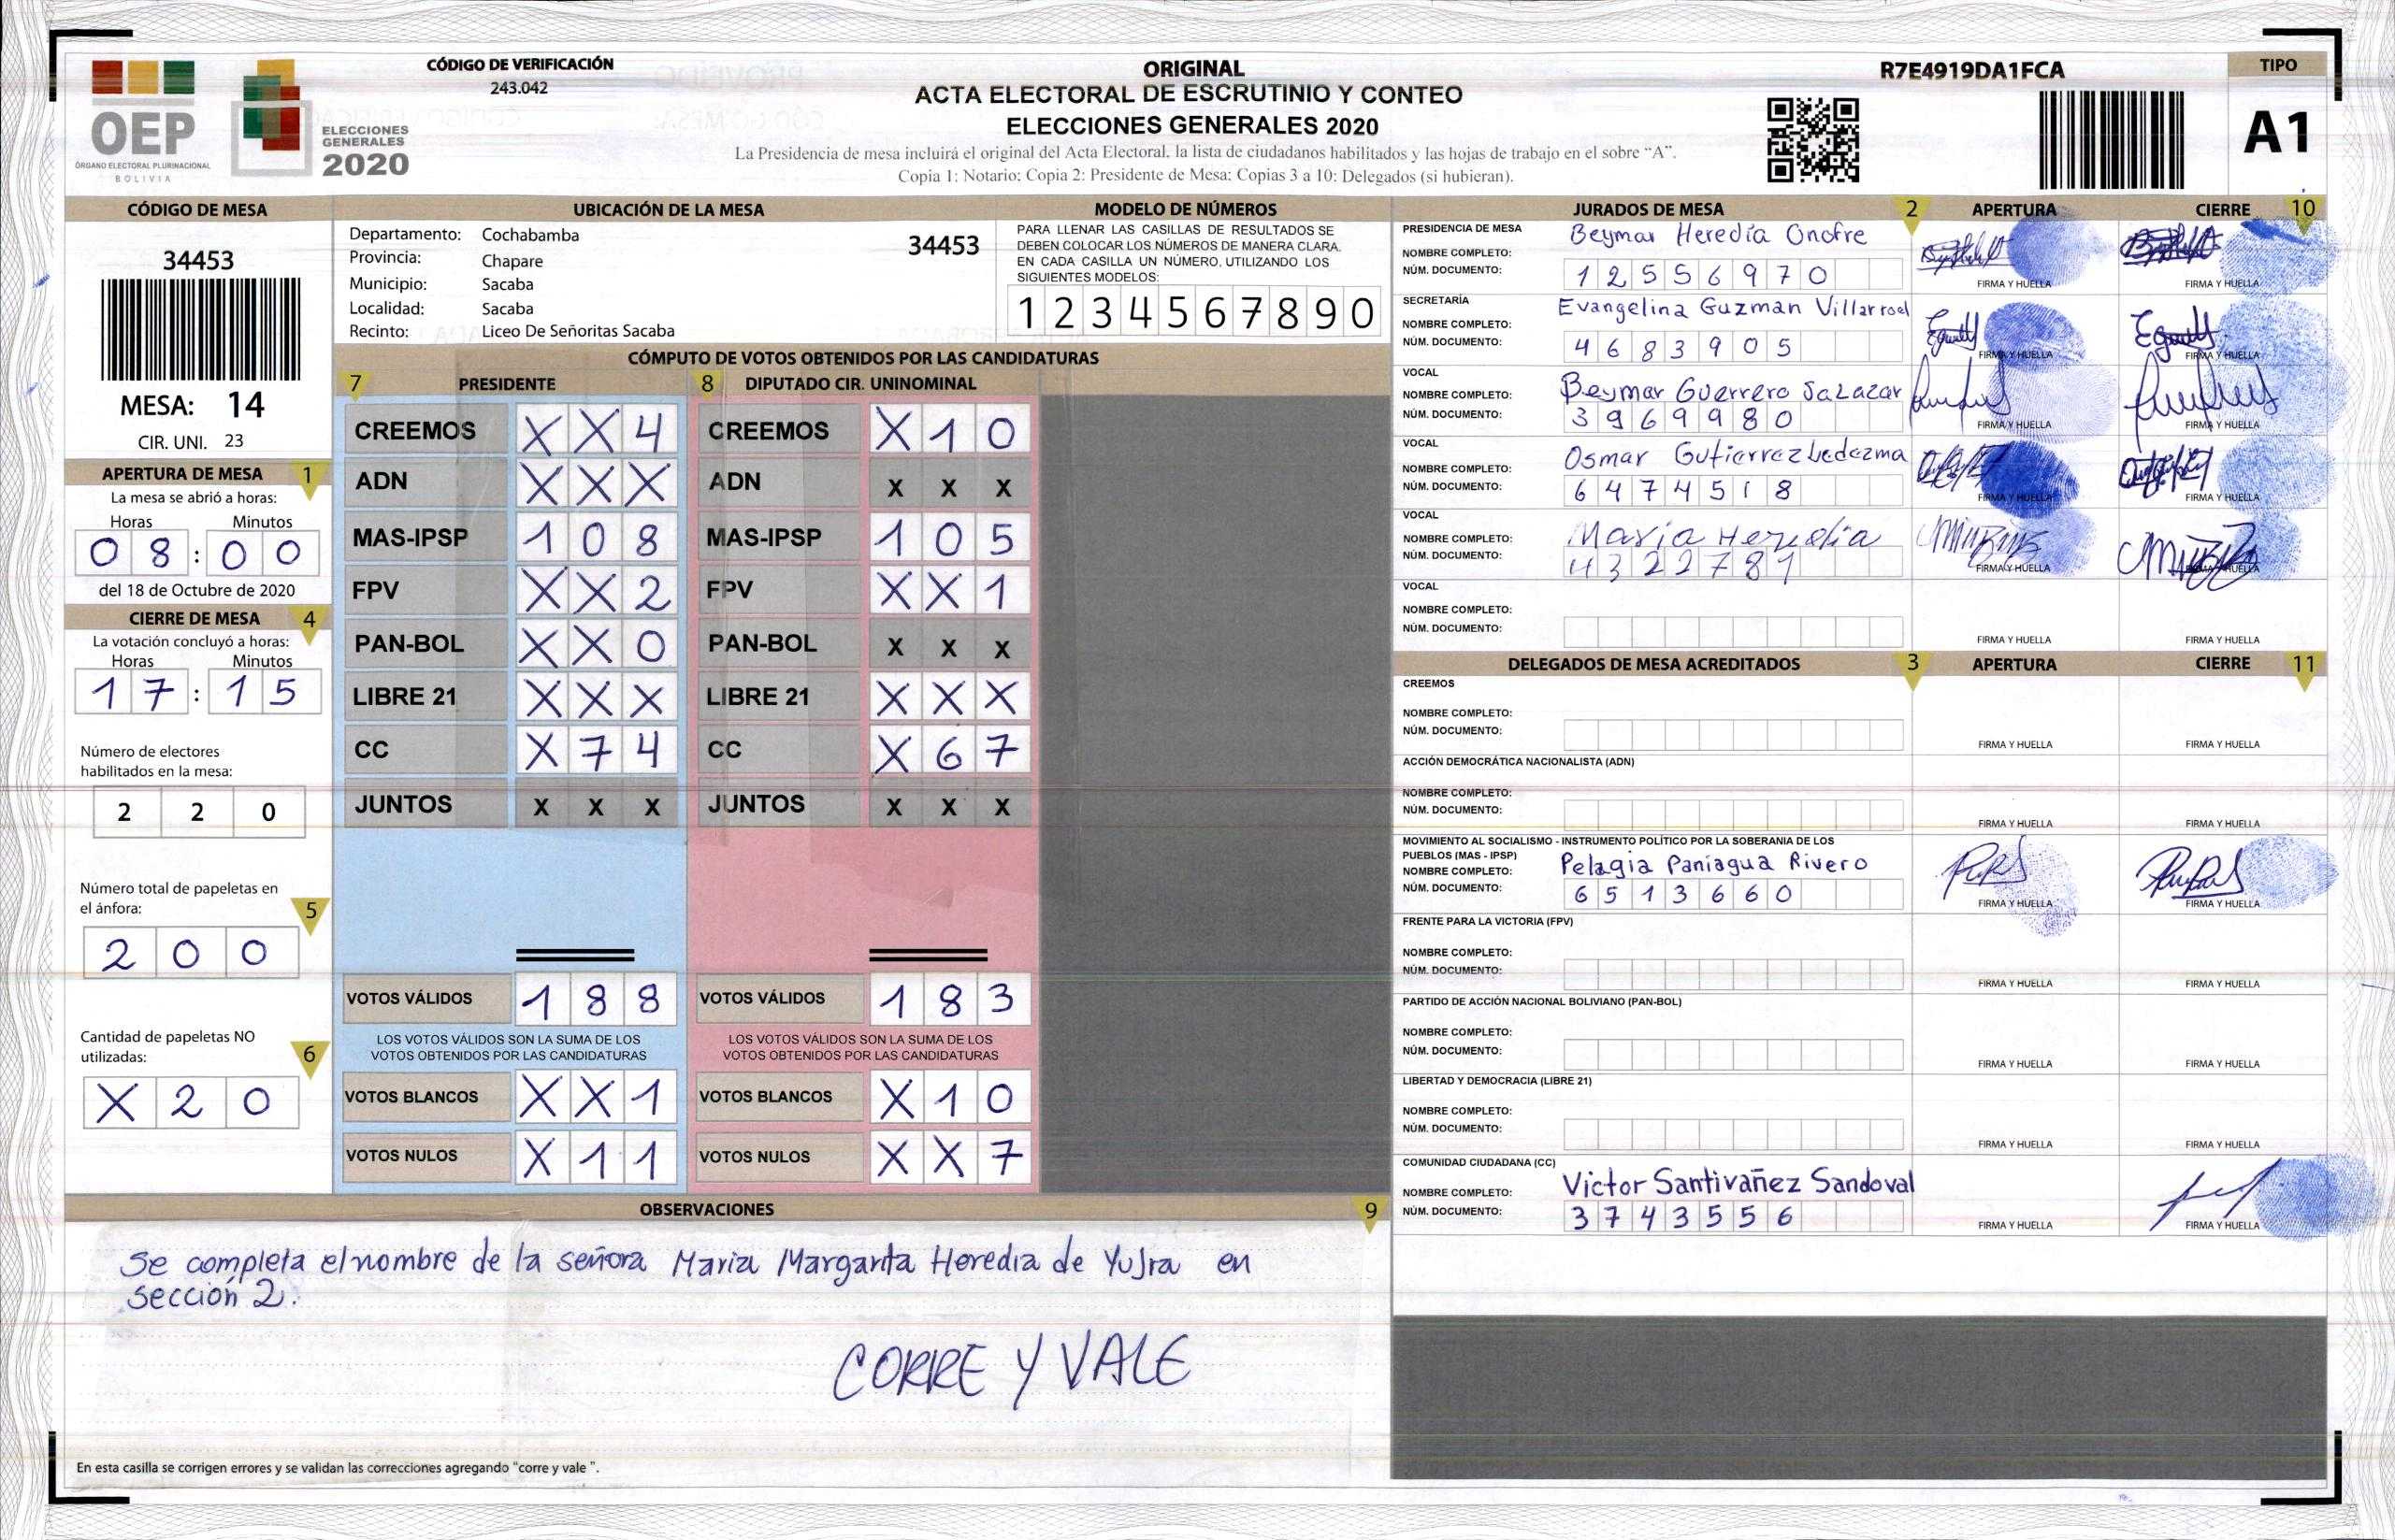 OEP
ÓRGANO ELECTORAL PLURINACIONAL
BOLIVIA
ELECCIONES
GENERALES
2020
CÓDIGO DE VERIFICACIÓN
243.042
ORIGINAL
ACTA ELECTORAL DE ESCRUTINIO Y CONTEO
ELECCIONES GENERALES 2020
La Presidencia de mesa incluirá el original del Acta Electoral, la lista de ciudadanos habilitados y las hojas de trabajo en el sobre "A".
Copia 1: Notario; Copia 2: Presidente de Mesa; Copias 3 a 10: Delegados (si hubieran).
R7E4919DA1FCA
TIPO
A1
CÓDIGO DE MESA
34453
MESA: 14
CIR. UNI. 23
APERTURA DE MESA 1
La mesa se abrió a horas:
Horas Minutos
0 8 : 0 0
del 18 de Octubre de 2020
CIERRE DE MESA 4
La votación concluyó a horas:
Horas Minutos
1 7 : 1 5
Número de electores
habilitados en la mesa:
2 2 0
Número total de papeletas en
el ánfora: 5
2 0 0
Cantidad de papeletas NO
utilizadas: 6
X 2 0
UBICACIÓN DE LA MESA
Departamento: Cochabamba 34453
Provincia: Chapare
Municipio: Sacaba
Localidad: Sacaba
Recinto: Liceo De Señoritas Sacaba
MODELO DE NÚMEROS
PARA LLENAR LAS CASILLAS DE RESULTADOS SE
DEBEN COLOCAR LOS NÚMEROS DE MANERA CLARA.
EN CADA CASILLA UN NÚMERO, UTILIZANDO LOS
SIGUIENTES MODELOS:
1 2 3 4 5 6 7 8 9 0
CÓMPUTO DE VOTOS OBTENIDOS POR LAS CANDIDATURAS
7 PRESIDENTE 8 DIPUTADO CIR. UNINOMINAL
CREEMOS X X 4 CREEMOS X 1 0
ADN X X X ADN X X X
MAS-IPSP 1 0 8 MAS-IPSP 1 0 5
FPV X X 2 FPV X X 1
PAN-BOL X X 0 PAN-BOL X X X
LIBRE 21 X X X LIBRE 21 X X X
CC X 7 4 CC X 6 7
JUNTOS X X X JUNTOS X X X
VOTOS VÁLIDOS 1 8 8 VOTOS VÁLIDOS 1 8 3
LOS VOTOS VÁLIDOS SON LA SUMA DE LOS LOS VOTOS VÁLIDOS SON LA SUMA DE LOS
VOTOS OBTENIDOS POR LAS CANDIDATURAS VOTOS OBTENIDOS POR LAS CANDIDATURAS
VOTOS BLANCOS X X 1 VOTOS BLANCOS X 1 0
VOTOS NULOS X 1 1 VOTOS NULOS X X 7
OBSERVACIONES 9
Se completa el nombre de la señora Maria Margarita Heredia de Yujra en
sección 2.
CORRE Y VALE
En esta casilla se corrigen errores y se validan las correcciones agregando "corre y vale ".
JURADOS DE MESA 2 APERTURA CIERRE 10
PRESIDENCIA DE MESA
NOMBRE COMPLETO: Beymar Heredia Onofre
NÚM. DOCUMENTO: 1 2 5 5 6 9 7 0 FIRMA Y HUELLA FIRMA Y HUELLA
SECRETARÍA
NOMBRE COMPLETO: Evangelina Guzman Villarroel
NÚM. DOCUMENTO: 4 6 8 3 9 0 5 FIRMA Y HUELLA FIRMA Y HUELLA
VOCAL
NOMBRE COMPLETO: Beymar Guerrero Salazar
NÚM. DOCUMENTO: 3 9 6 9 9 8 0 FIRMA Y HUELLA FIRMA Y HUELLA
VOCAL
NOMBRE COMPLETO: Osmar Gutierrez Ledezma
NÚM. DOCUMENTO: 6 4 7 4 5 1 8 FIRMA Y HUELLA FIRMA Y HUELLA
VOCAL
NOMBRE COMPLETO: Maria Heredia
NÚM. DOCUMENTO: 4 3 2 2 7 8 1 FIRMA Y HUELLA FIRMA Y HUELLA
VOCAL
NOMBRE COMPLETO:
NÚM. DOCUMENTO: FIRMA Y HUELLA FIRMA Y HUELLA
DELEGADOS DE MESA ACREDITADOS 3 APERTURA CIERRE 11
CREEMOS
NOMBRE COMPLETO:
NÚM. DOCUMENTO: FIRMA Y HUELLA FIRMA Y HUELLA
ACCIÓN DEMOCRÁTICA NACIONALISTA (ADN)
NOMBRE COMPLETO:
NÚM. DOCUMENTO: FIRMA Y HUELLA FIRMA Y HUELLA
MOVIMIENTO AL SOCIALISMO - INSTRUMENTO POLÍTICO POR LA SOBERANIA DE LOS
PUEBLOS (MAS - IPSP)
NOMBRE COMPLETO: Pelagia Paniagua Rivero
NÚM. DOCUMENTO: 6 5 1 3 6 6 0 FIRMA Y HUELLA FIRMA Y HUELLA
FRENTE PARA LA VICTORIA (FPV)
NOMBRE COMPLETO:
NÚM. DOCUMENTO: FIRMA Y HUELLA FIRMA Y HUELLA
PARTIDO DE ACCIÓN NACIONAL BOLIVIANO (PAN-BOL)
NOMBRE COMPLETO:
NÚM. DOCUMENTO: FIRMA Y HUELLA FIRMA Y HUELLA
LIBERTAD Y DEMOCRACIA (LIBRE 21)
NOMBRE COMPLETO:
NÚM. DOCUMENTO: FIRMA Y HUELLA FIRMA Y HUELLA
COMUNIDAD CIUDADANA (CC)
NOMBRE COMPLETO: Victor Santivañez Sandoval
NÚM. DOCUMENTO: 3 7 4 3 5 5 6 FIRMA Y HUELLA FIRMA Y HUELLA